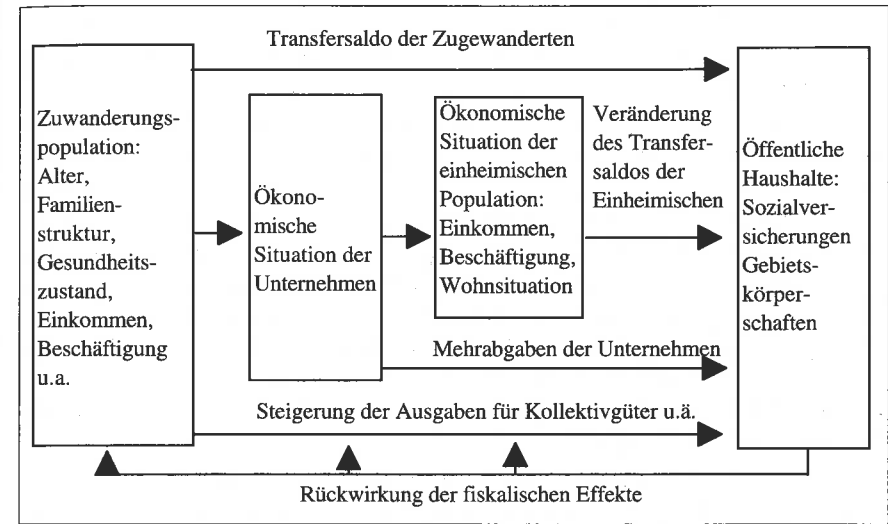 Transfersaldo der Zugewanderten
Zuwanderungs-
population:
Alter,
Familien-
struktur,
Gesundheits-
zustand,
Einkommen,
Beschäftigung
u.a.
Ökono-
mische
Situation der
Unternehmen
Ökonomische
Situation der
einheimischen
Population:
Einkommen,
Beschäftigung,
Wohnsituation
Veränderung
des Transfer-
saldos der
Einheimischen
Öffentliche
Haushalte:
Sozialver-
sicherungen
Gebiets-
körper-
schaften
Mehrabgaben der Unternehmen
Steigerung der Ausgaben für Kollektivgüter u.ä.
Rückwirkung der fiskalischen Effekte